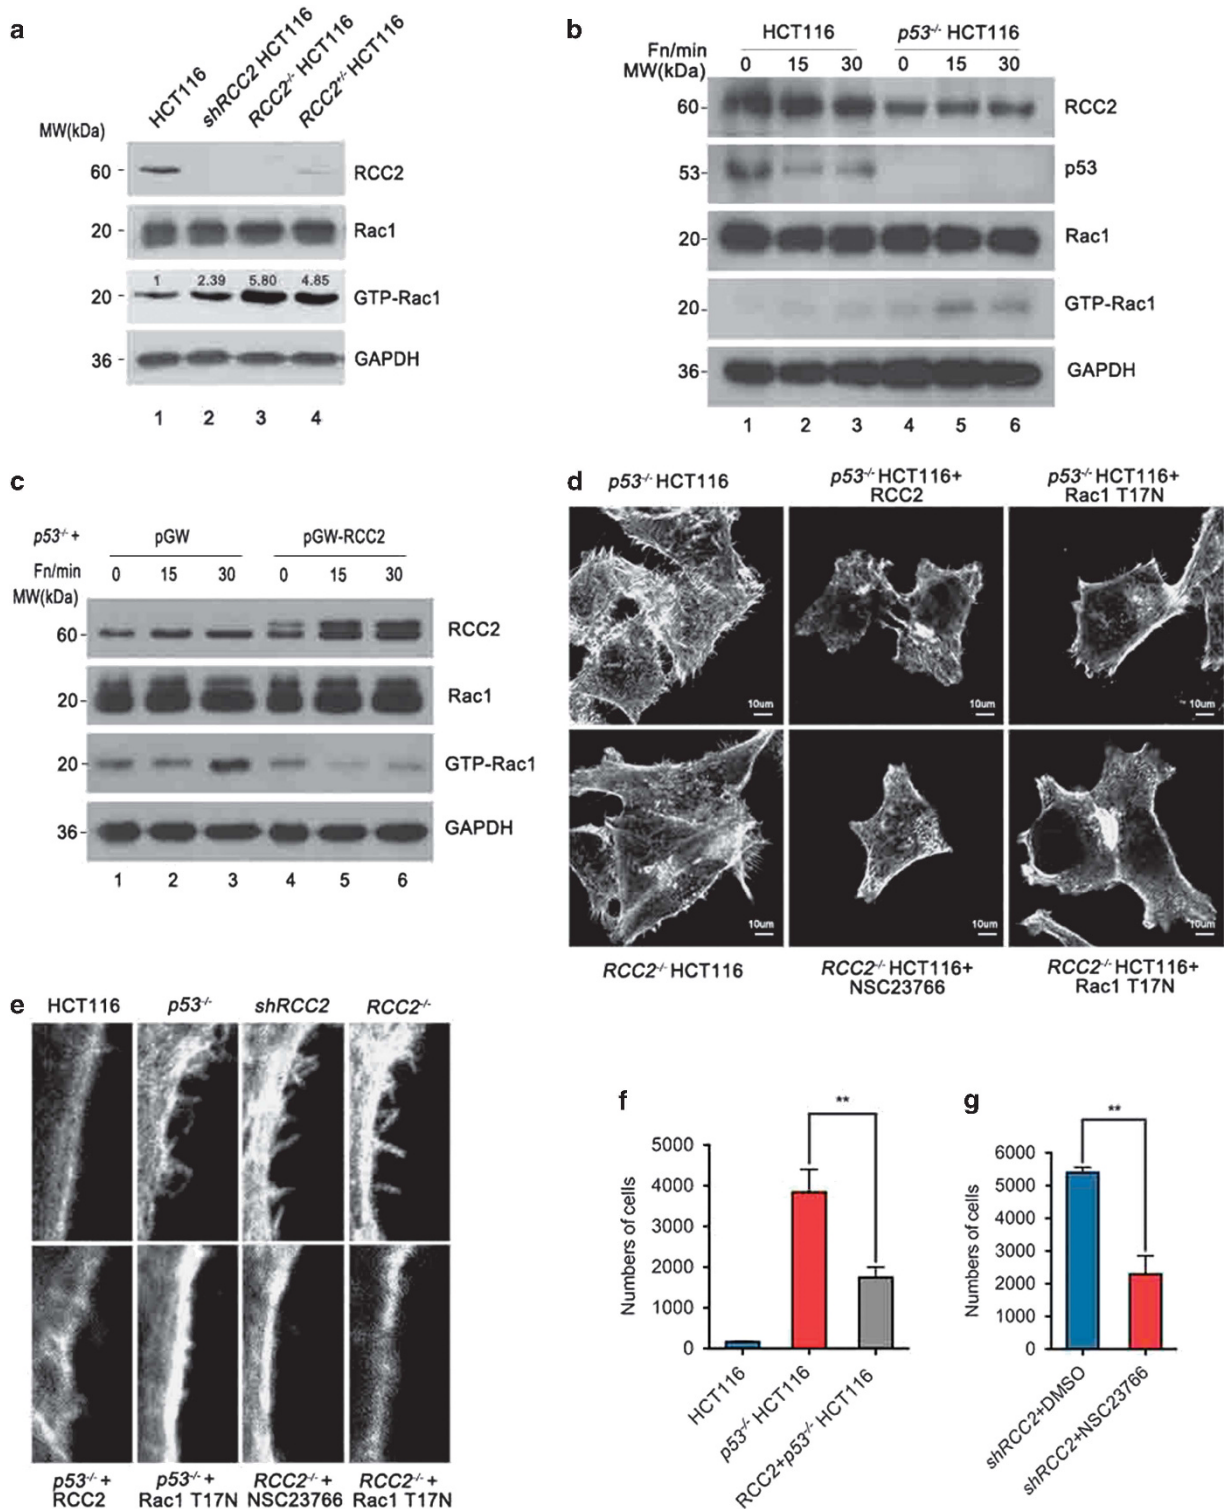 a
HCT116
shRCC2 HCT116
RCC2-/- HCT116
RCC2+/- HCT116
MW(kDa)
60
RCC2
20
Rac1
1 2.39 5.80 4.85
20
GTP-Rac1
36
GAPDH
1 2 3 4
b
HCT116 p53-/- HCT116
Fn/min 0 15 30 0 15 30
MW(kDa)
60
RCC2
53
p53
20
Rac1
20
GTP-Rac1
36
GAPDH
1 2 3 4 5 6
c
p53-/- + pGW pGW-RCC2
Fn/min 0 15 30 0 15 30
MW(kDa)
60
RCC2
20
Rac1
20
GTP-Rac1
36
GAPDH
1 2 3 4 5 6
d
p53-/- HCT116
p53-/- HCT116+
RCC2
p53-/- HCT116+
Rac1 T17N
10um
10um
10um
10um
10um
10um
RCC2-/- HCT116
RCC2-/- HCT116+
NSC23766
RCC2-/- HCT116+
Rac1 T17N
e
HCT116 p53-/- shRCC2 RCC2-/-
p53-/- +
RCC2
p53-/- +
Rac1 T17N
RCC2-/- +
NSC23766
RCC2-/- +
Rac1 T17N
f
**
Numbers of cells
5000
4000
3000
2000
1000
0
HCT116
p53-/- HCT116
RCC2+p53-/- HCT116
g
**
Numbers of cells
6000
5000
4000
3000
2000
1000
0
shRCC2+DMSO
shRCC2+NSC23766